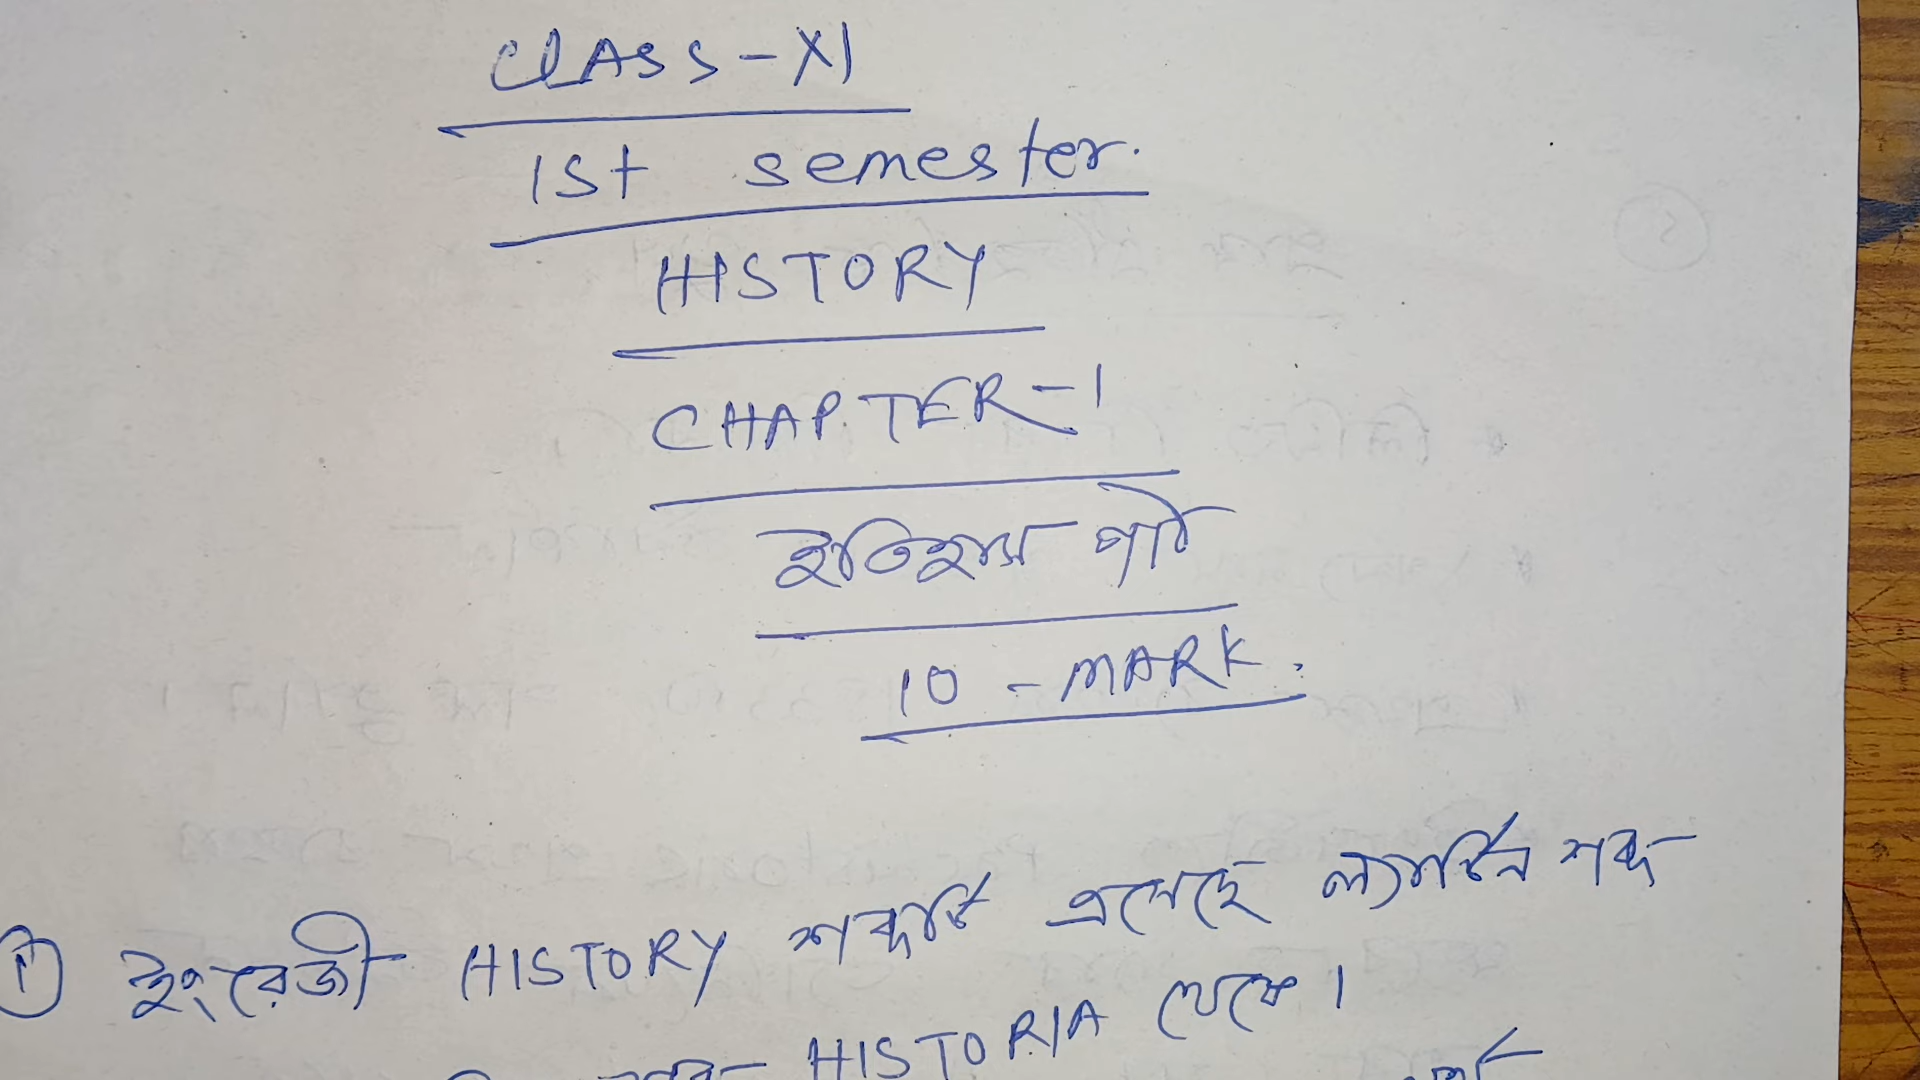 CLASS-XI
1st semester.
HISTORY
CHAPTER-1
ইতিহাস পাঠ
10 - MARK.
① ইংরেজী HISTORY শব্দটি এসেছে ল্যাটিন শব্দ
HISTORIA থেকে।